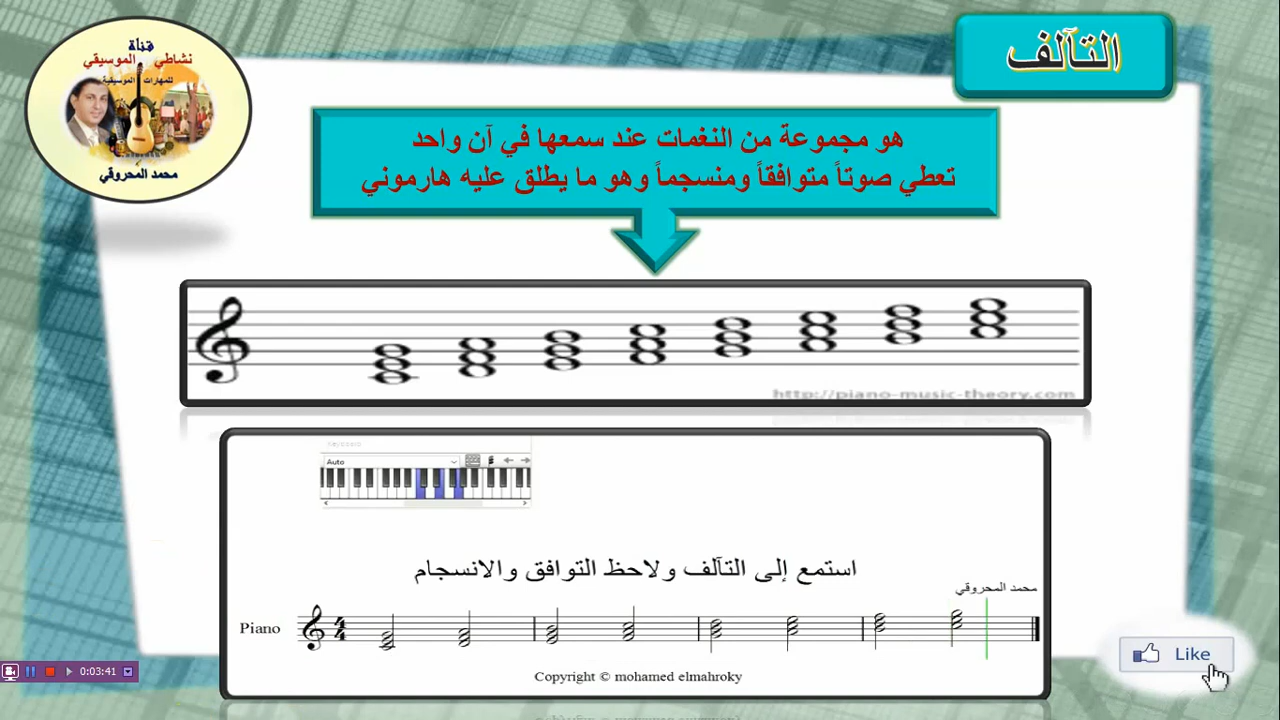 التآلف
قناة
نشاطي الموسيقي
للمهارات الموسيقية
محمد المحروقي
هو مجموعة من النغمات عند سمعها في آن واحد
تعطي صوتاً متوافقاً ومنسجماً وهو ما يطلق عليه هارموني
http://piano-music-theory.com
Auto
استمع إلى التآلف ولاحظ التوافق والانسجام
محمد المحروقي
Piano
4
4
Copyright © mohamed elmahroky
Like
0:03:41